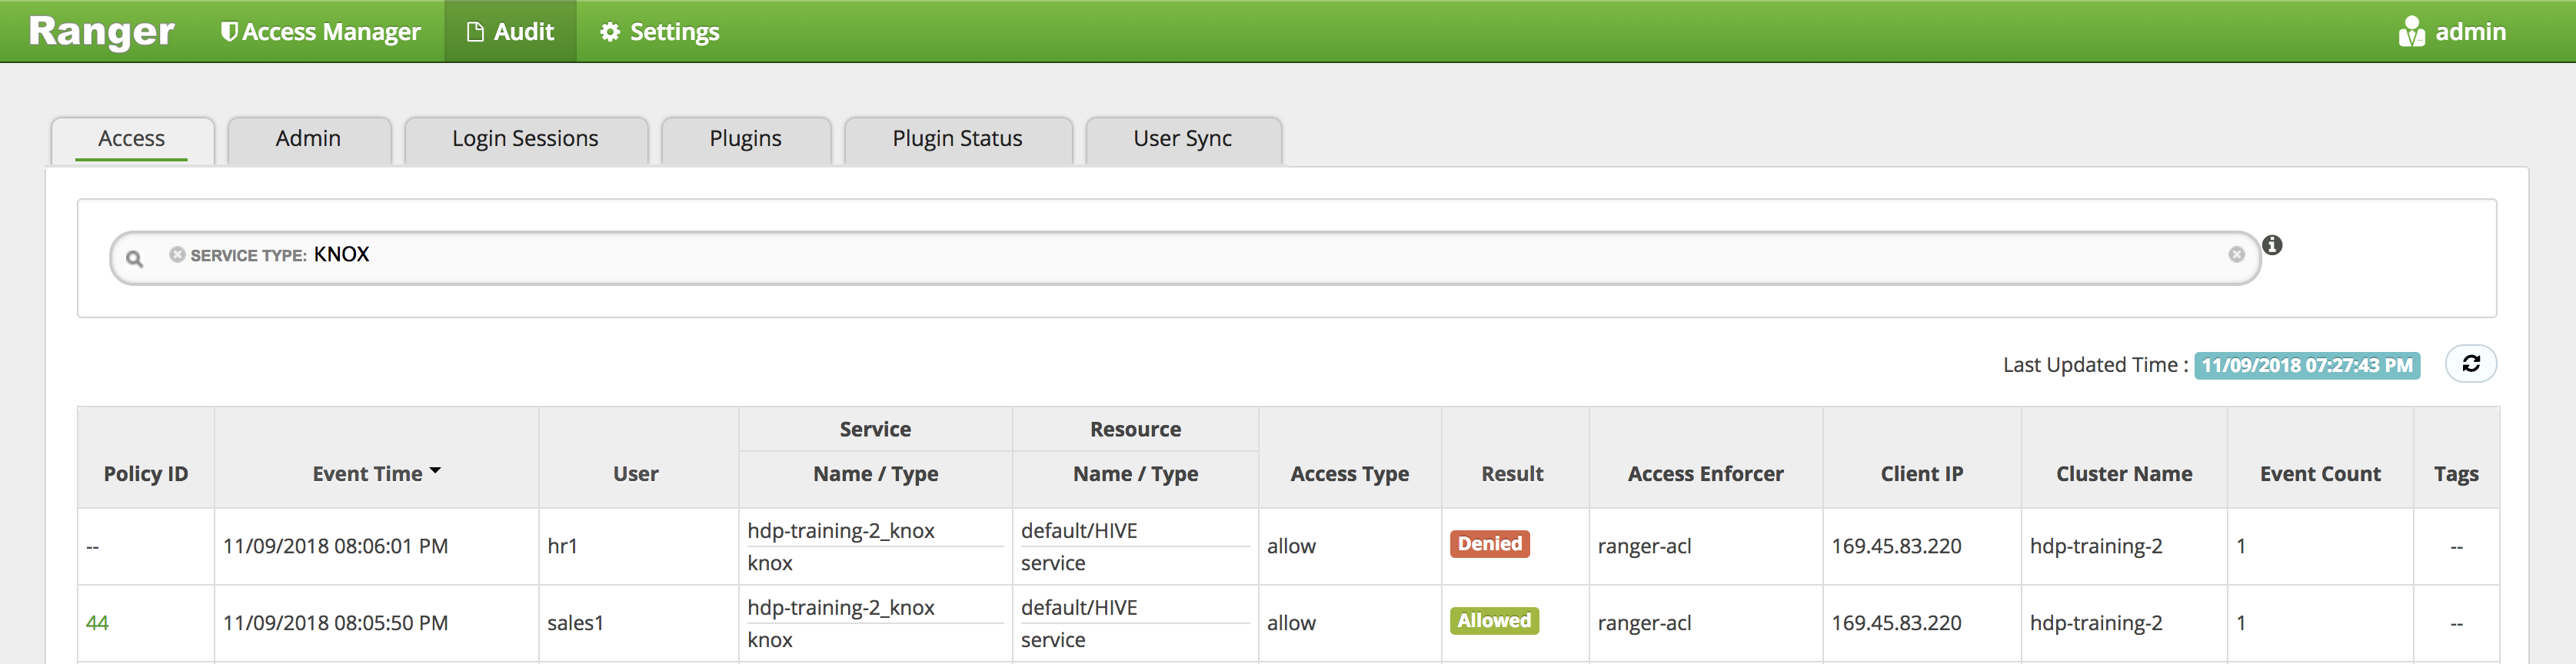 Ranger Access Manager Audit Settings admin
Access Admin Login Sessions Plugins Plugin Status User Sync
SERVICE TYPE: KNOX
Last Updated Time : 11/09/2018 07:27:43 PM
Service Resource
Policy ID Event Time User Name / Type Name / Type Access Type Result Access Enforcer Client IP Cluster Name Event Count Tags
hdp-training-2_knox default/HIVE
-- 11/09/2018 08:06:01 PM hr1 allow Denied ranger-acl 169.45.83.220 hdp-training-2 1 --
knox service
hdp-training-2_knox default/HIVE
44 11/09/2018 08:05:50 PM sales1 allow Allowed ranger-acl 169.45.83.220 hdp-training-2 1 --
knox service